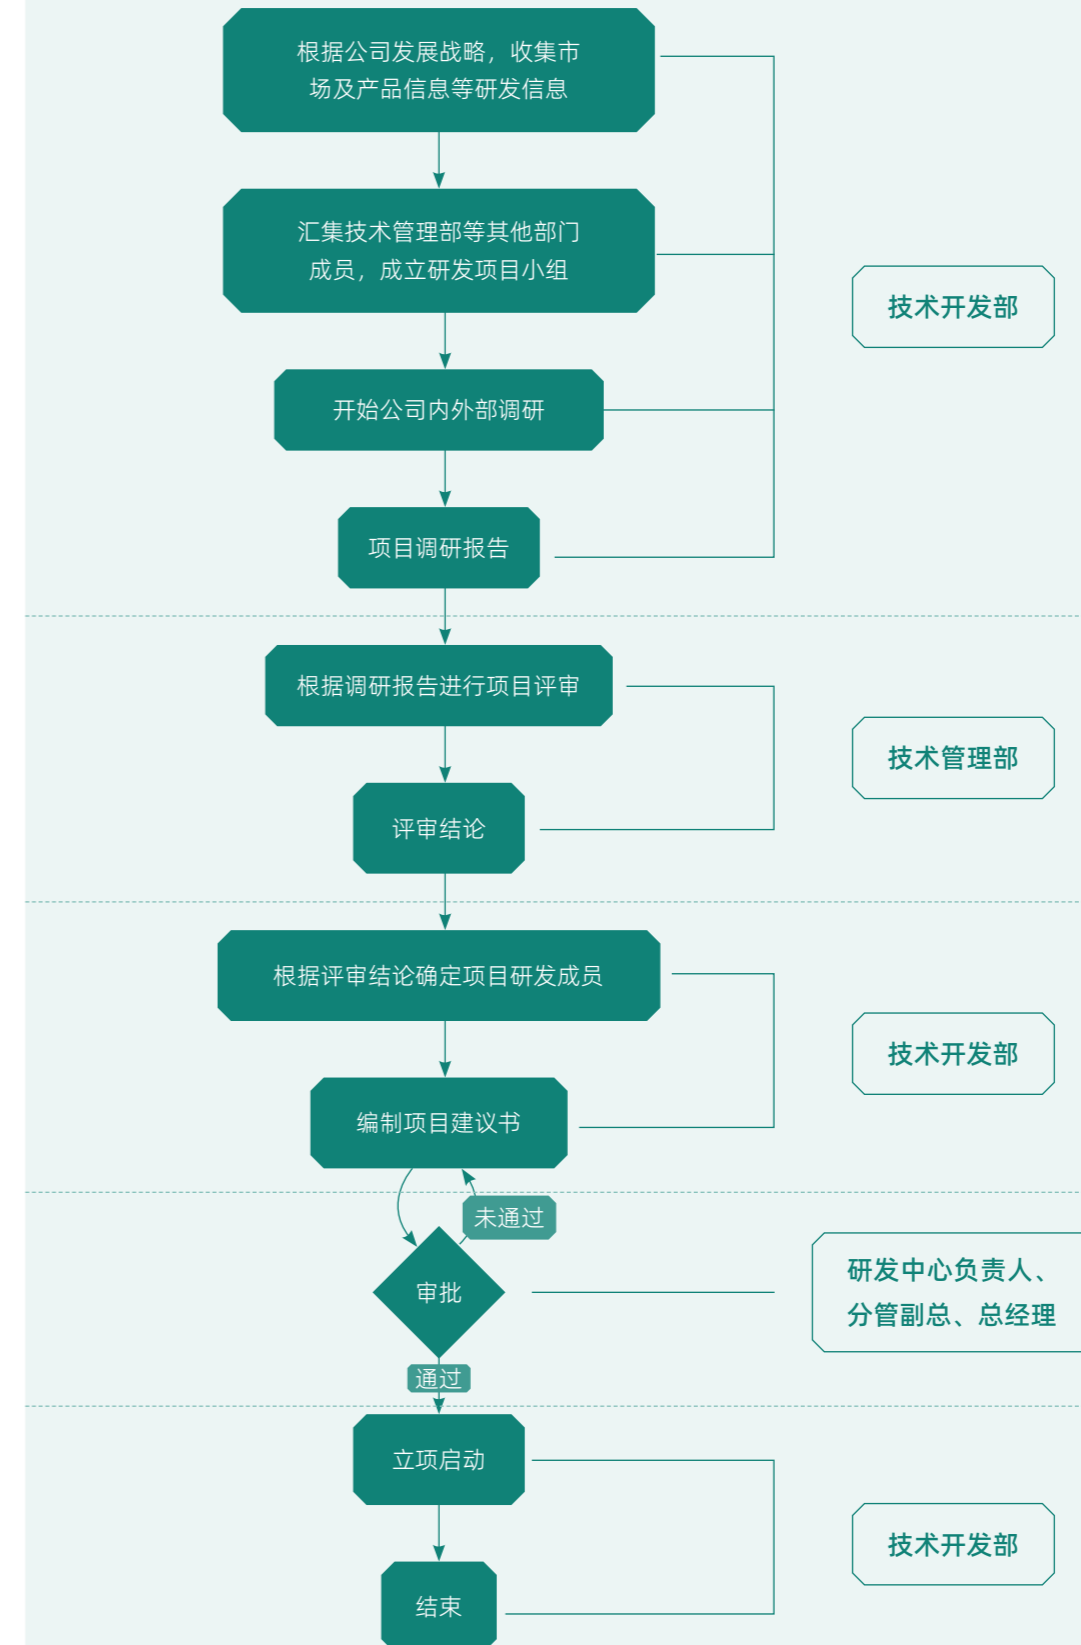 根据公司发展战略，收集市
场及产品信息等研发信息
汇集技术管理部等其他部门
成员，成立研发项目小组
技术开发部
开始公司内外部调研
项目调研报告
根据调研报告进行项目评审
技术管理部
评审结论
根据评审结论确定项目研发成员
技术开发部
编制项目建议书
未通过
审批
研发中心负责人、
分管副总、总经理
通过
立项启动
技术开发部
结束